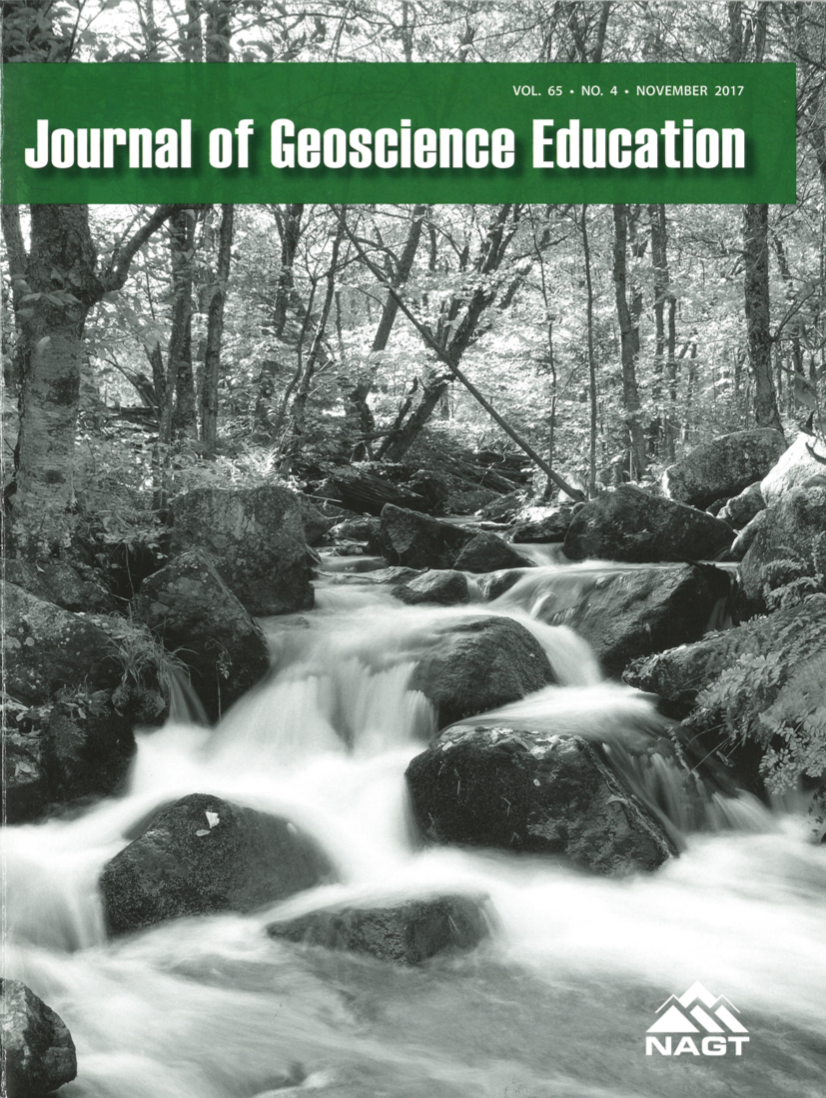 VOL. 65 • NO. 4 • NOVEMBER 2017
Journal of Geoscience Education
NAGT